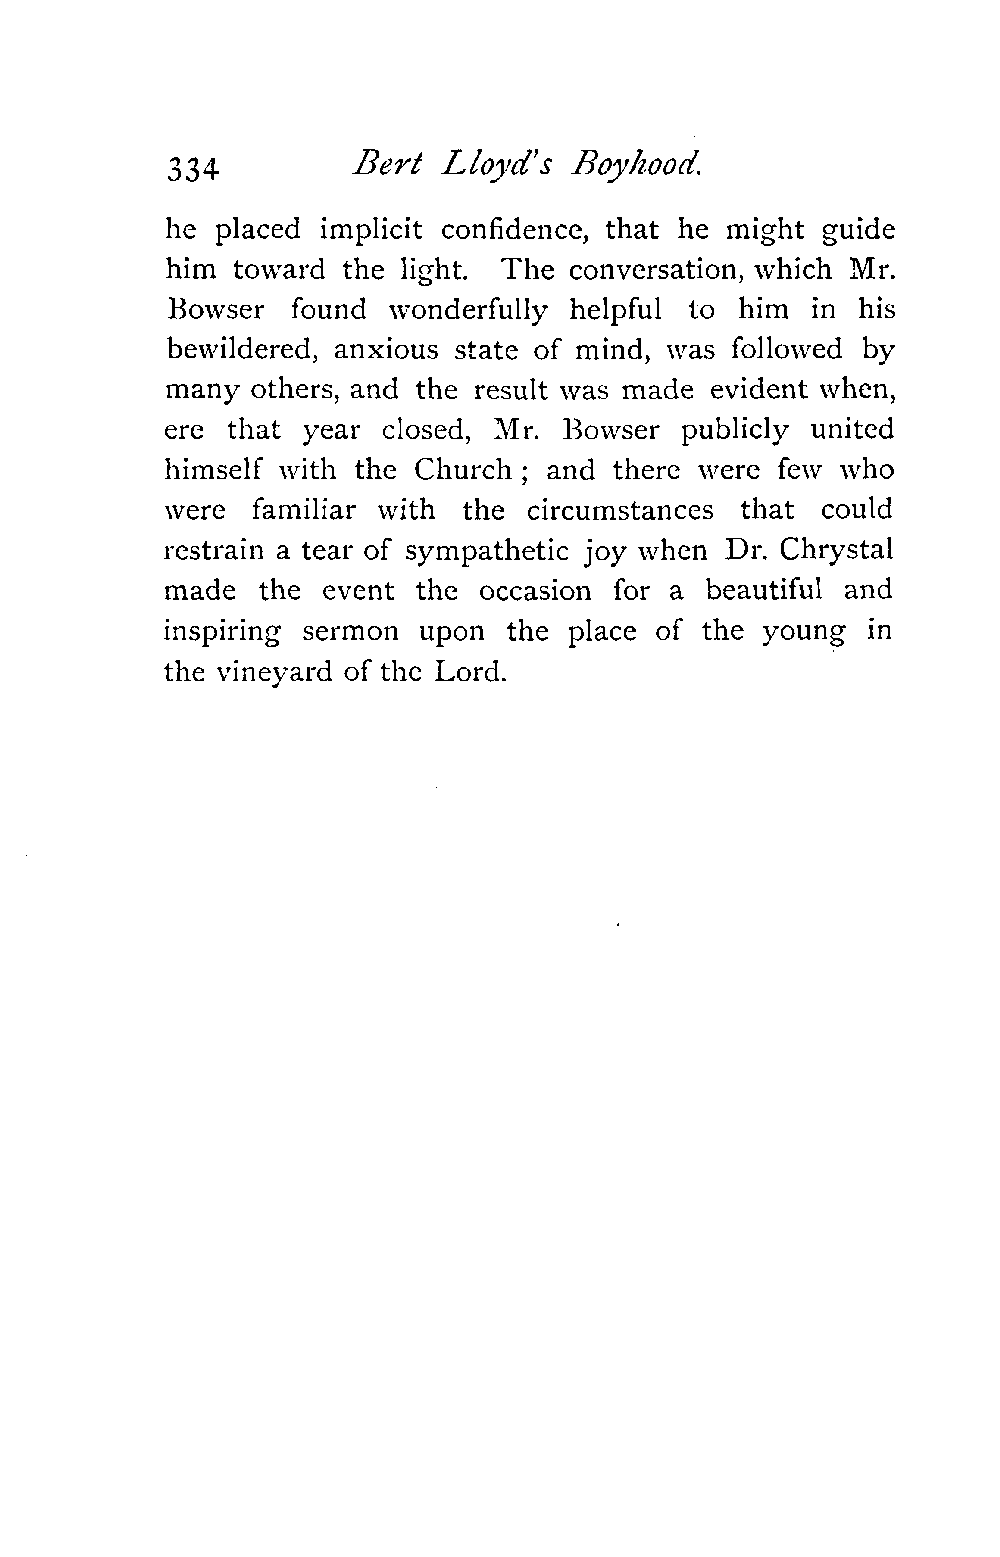 334 Bert Lloyd's Boyhood.
he placed implicit confidence, that he might guide
him toward the light. The conversation, which Mr.
Bowser found wonderfully helpful to him in his
bewildered, anxious state of mind, was followed by
many others, and the result was made evident when,
ere that year closed, Mr. Bowser publicly united
himself with the Church ; and there were few who
were familiar with the circumstances that could
restrain a tear of sympathetic joy when Dr. Chrystal
made the event the occasion for a beautiful and
inspiring sermon upon the place of the young in
the vineyard of the Lord.